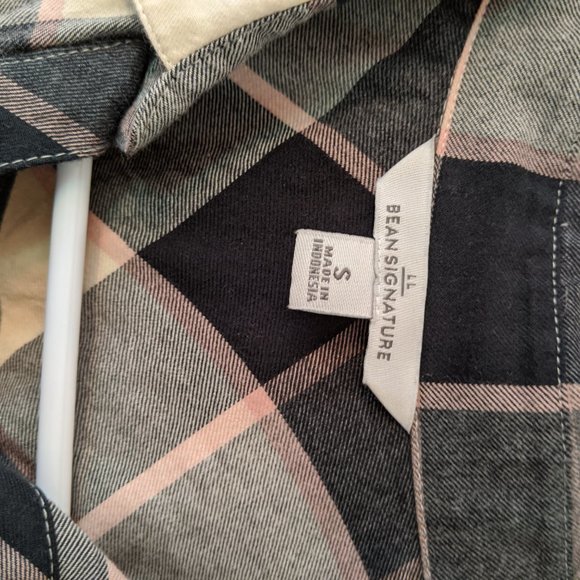 LL
BEAN SIGNATURE
S
MADE IN
INDONESIA